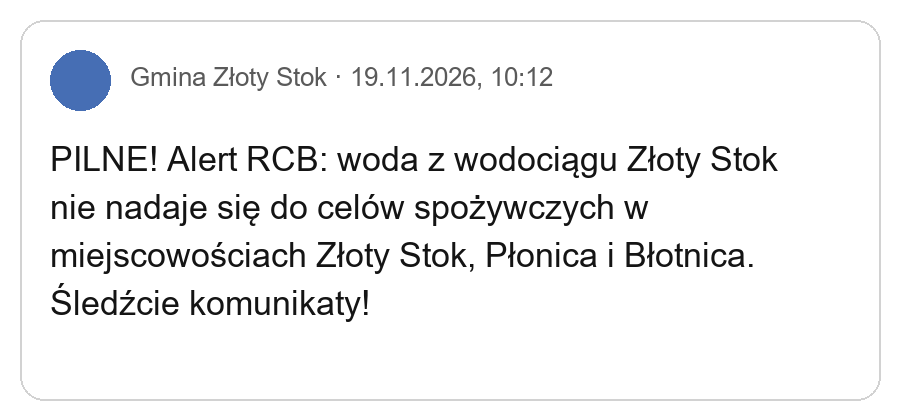 Gmina Złoty Stok · 19.11.2026, 10:12
PILNE! Alert RCB: woda z wodociągu Złoty Stok
nie nadaje się do celów spożywczych w
miejscowościach Złoty Stok, Płonica i Błotnica.
Śledźcie komunikaty!